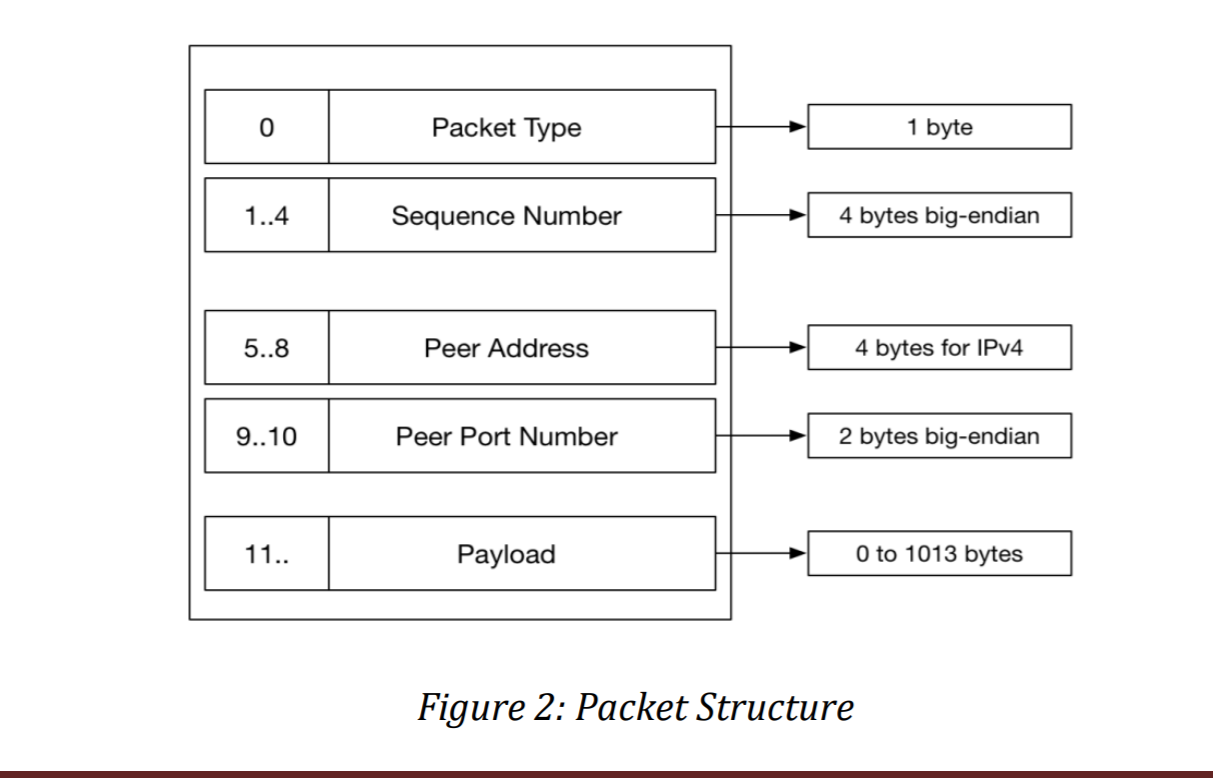 0 Packet Type 1 byte
1..4 Sequence Number 4 bytes big-endian
5..8 Peer Address 4 bytes for IPv4
9..10 Peer Port Number 2 bytes big-endian
11.. Payload 0 to 1013 bytes
Figure 2: Packet Structure